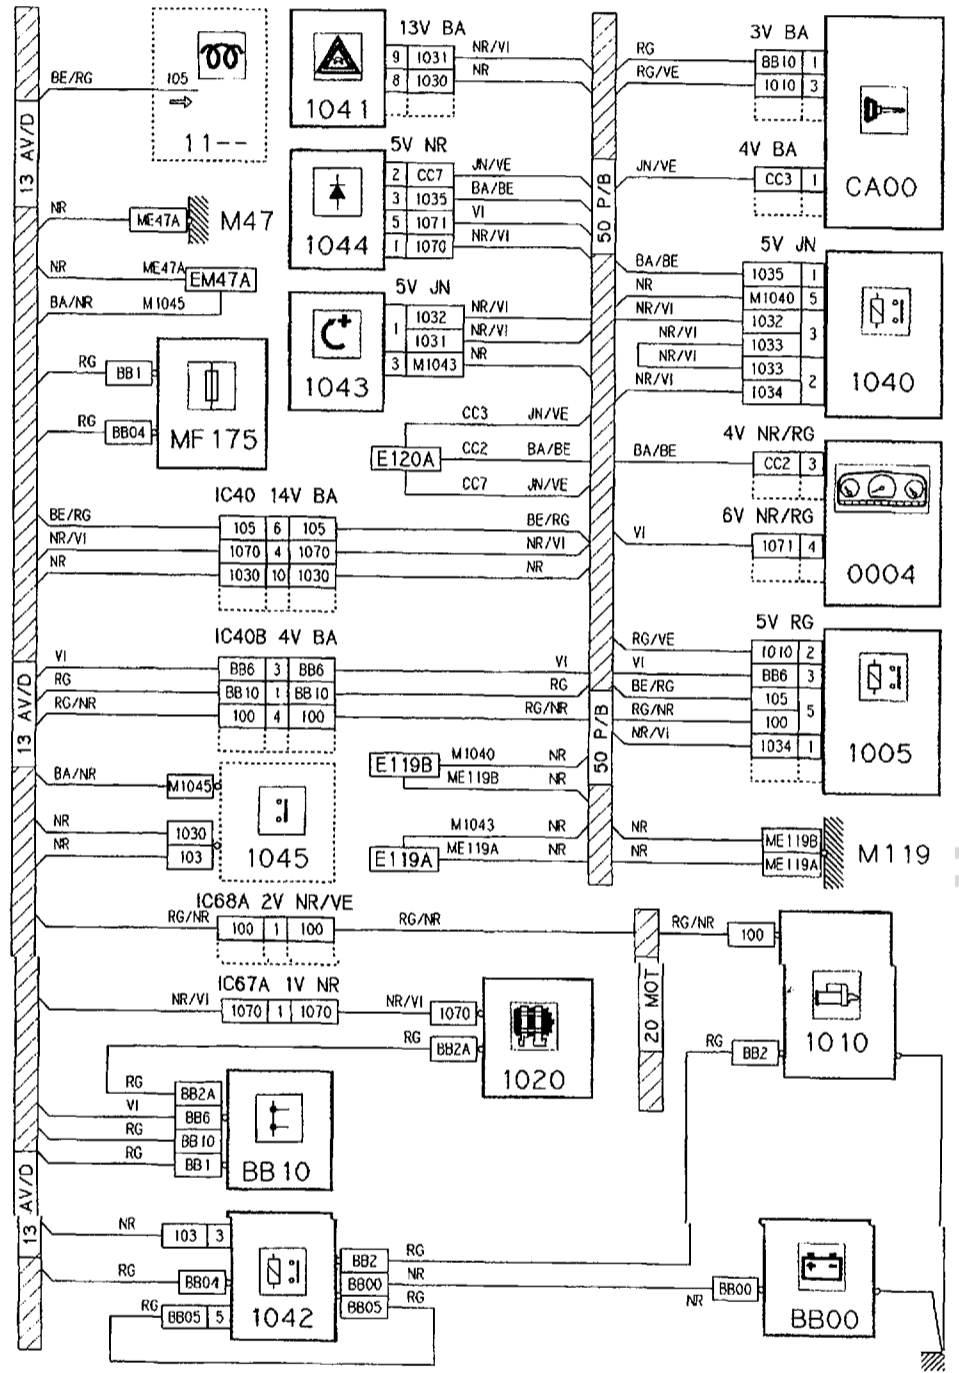 13 AV/D
BE/RG
105
11--
NR
ME47A
M47
NR
ME47A
EM47A
BA/NR
M1045
RG
BB1
RG
BB04
MF175
1041
13V BA
9 1031
8 1030
NR/VI
NR
1044
5V NR
2 CC7
3 1035
5 1071
1 1070
JN/VE
BA/BE
VI
NR/VI
1043
5V JN
1 1032
1031
3 M1043
NR/VI
NR/VI
NR
E120A
CC3 JN/VE
CC2 BA/BE
CC7 JN/VE
50 P/B
RG
RG/VE
3V BA
BB10 1
1010 3
JN/VE
4V BA
CC3 1
CA00
BA/BE
NR
NR/VI
NR/VI
NR/VI
NR/VI
5V JN
1035 1
M1040 5
1032
1033
3
1033
1034
2
1040
BA/BE
4V NR/RG
CC2 3
VI
6V NR/RG
1071 4
0004
IC40 14V BA
BE/RG 105 6 105 BE/RG
NR/VI 1070 4 1070 NR/VI
NR 1030 10 1030 NR
13 AV/D
IC40B 4V BA
VI BB6 3 BB6 VI
RG BB10 1 BB10 RG
RG/NR 100 4 100 RG/NR
50 P/B
5V RG
RG/VE 1010 2
VI BB6 3
BE/RG 105
RG/NR 100
5
NR/VI 1034 1
1005
BA/NR
M1045
NR
1030
NR
103
1045
E119B
M1040 NR
ME119B NR
E119A
M1043 NR
ME119A NR
NR
ME119B
NR
ME119A
M119
IC68A 2V NR/VE
RG/NR 100 1 100 RG/NR
20 MOT
RG/NR
100
1010
RG
BB2
IC67A 1V NR
NR/VI 1070 1 1070 NR/VI
1070
RG
BB2A
1020
RG BB2A
VI BB6
RG BB10
RG BB1
BB10
13 AV/D
NR 103 3
RG BB04
RG BB05 5
1042
BB2 RG
BB00 NR
BB05 RG
NR
BB00
BB00